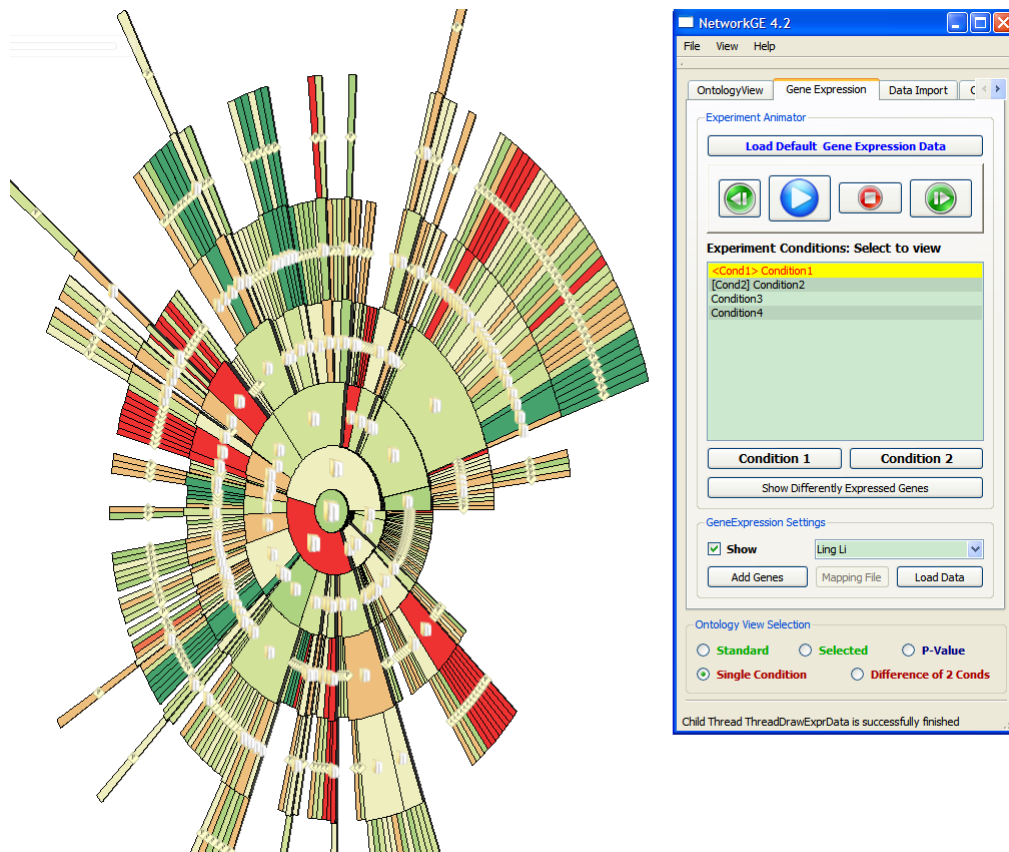 NetworkGE 4.2
File View Help
OntologyView Gene Expression Data Import
Experiment Animator
Load Default Gene Expression Data
Experiment Conditions: Select to view
<Cond1> Condition1
[Cond2] Condition2
Condition3
Condition4
Condition 1 Condition 2
Show Differently Expressed Genes
GeneExpression Settings
Show Ling Li
Add Genes Mapping File Load Data
Ontology View Selection
Standard Selected P-Value
Single Condition Difference of 2 Conds
Child Thread ThreadDrawExprData is successfully finished